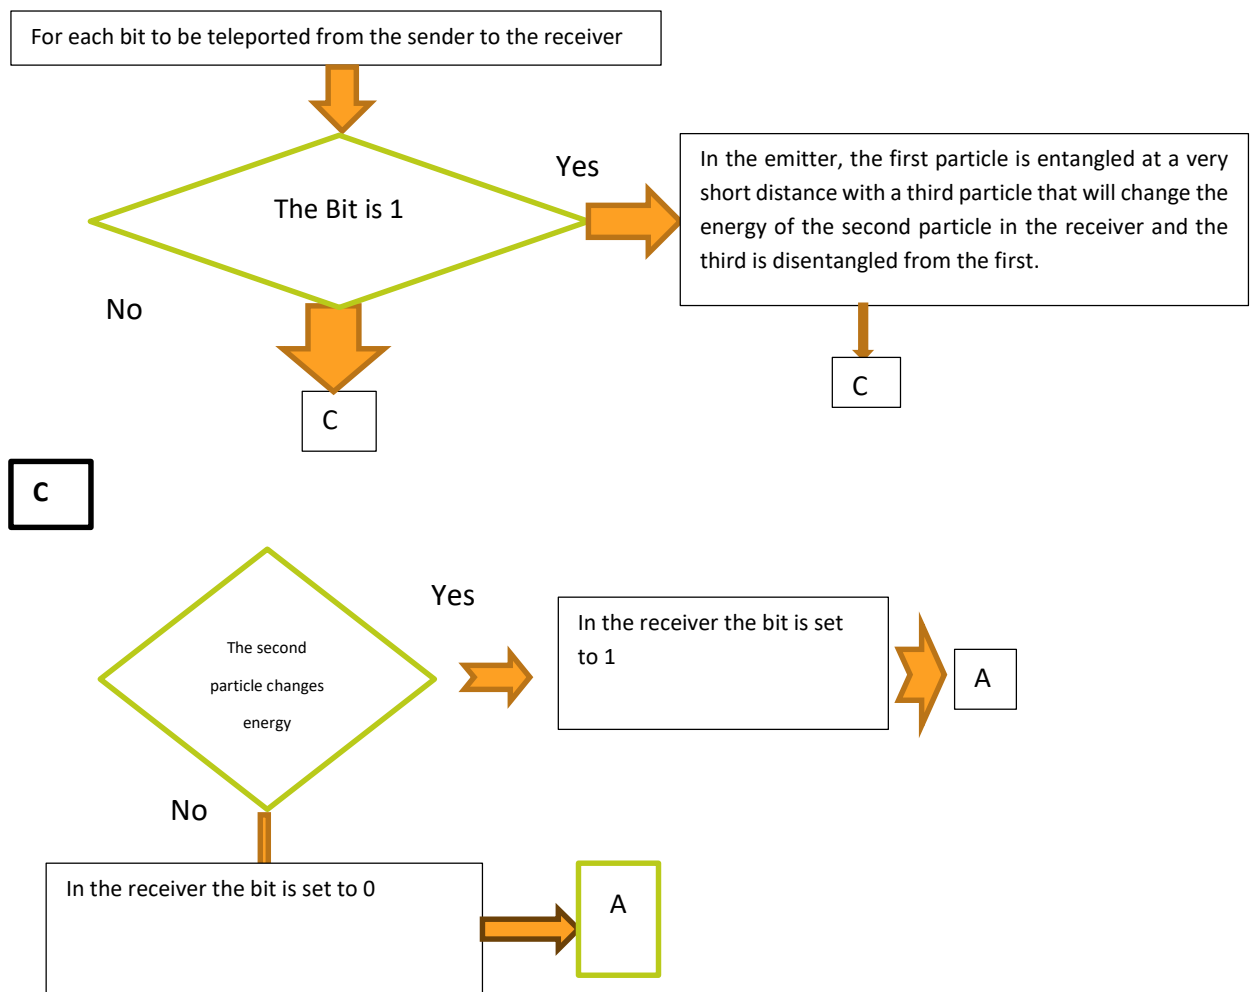 For each bit to be teleported from the sender to the receiver
The Bit is 1
Yes
In the emitter, the first particle is entangled at a very
short distance with a third particle that will change the
energy of the second particle in the receiver and the
third is disentangled from the first.
No
C
C
C
The second
particle changes
energy
Yes
In the receiver the bit is set
to 1
A
No
In the receiver the bit is set to 0
A